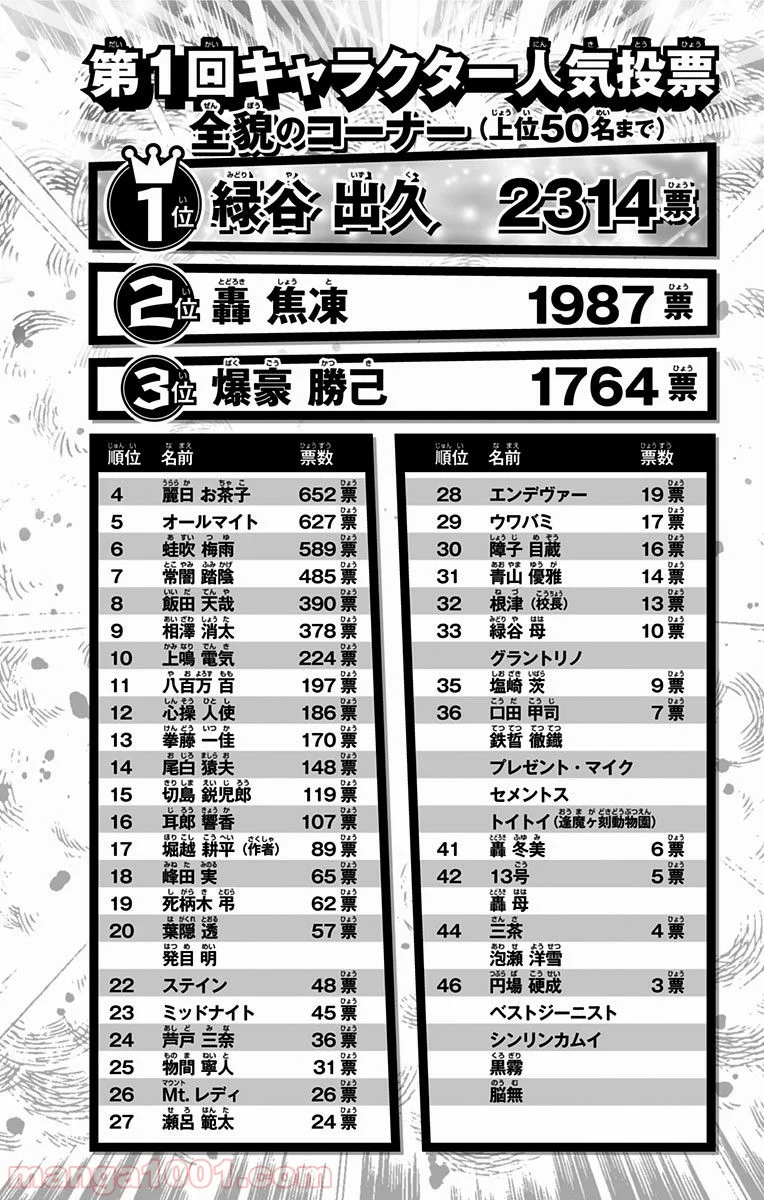 第1回キャラクター人気投票
全貌のコーナー(上位50名まで)
1位 緑谷 出久 2314票
2位 轟 焦凍 1987票
3位 爆豪 勝己 1764票
順位 名前 票数
4 麗日 お茶子 652票
5 オールマイト 627票
6 蛙吹 梅雨 589票
7 常闇 踏陰 485票
8 飯田 天哉 390票
9 相澤 消太 378票
10 上鳴 電気 224票
11 八百万 百 197票
12 心操 人使 186票
13 拳藤 一佳 170票
14 尾白 猿夫 148票
15 切島 鋭児郎 119票
16 耳郎 響香 107票
17 堀越 耕平(作者) 89票
18 峰田 実 65票
19 死柄木 弔 62票
20 葉隠 透 57票
発目 明
22 ステイン 48票
23 ミッドナイト 45票
24 芦戸 三奈 36票
25 物間 寧人 31票
26 Mt.レディ 26票
27 瀬呂 範太 24票
順位 名前 票数
28 エンデヴァー 19票
29 ウワバミ 17票
30 障子 目蔵 16票
31 青山 優雅 14票
32 根津(校長) 13票
33 緑谷 母 10票
グラントリノ
35 塩崎 茨 9票
36 口田 甲司 7票
鉄哲 徹鐵
プレゼント・マイク
セメントス
トイトイ(逢魔ヶ刻動物園)
41 轟 冬美 6票
42 13号 5票
轟 母
44 三茶 4票
泡瀬 洋雪
46 円場 硬成 3票
ベストジーニスト
シンリンカムイ
黒霧
脳無
manga1001.com